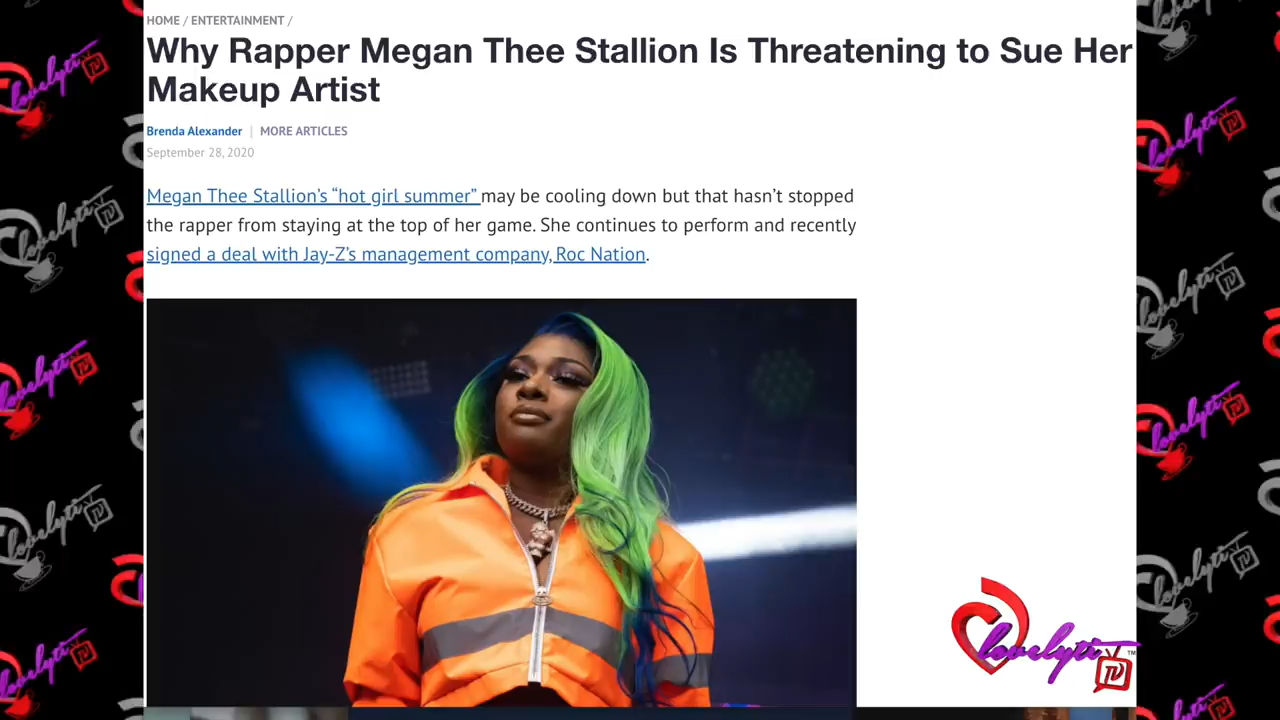 HOME / ENTERTAINMENT /
Why Rapper Megan Thee Stallion Is Threatening to Sue Her
Makeup Artist
Brenda Alexander | MORE ARTICLES
September 28, 2020
Megan Thee Stallion’s “hot girl summer” may be cooling down but that hasn’t stopped
the rapper from staying at the top of her game. She continues to perform and recently
signed a deal with Jay-Z’s management company, Roc Nation.
lovelyti
TV
TM